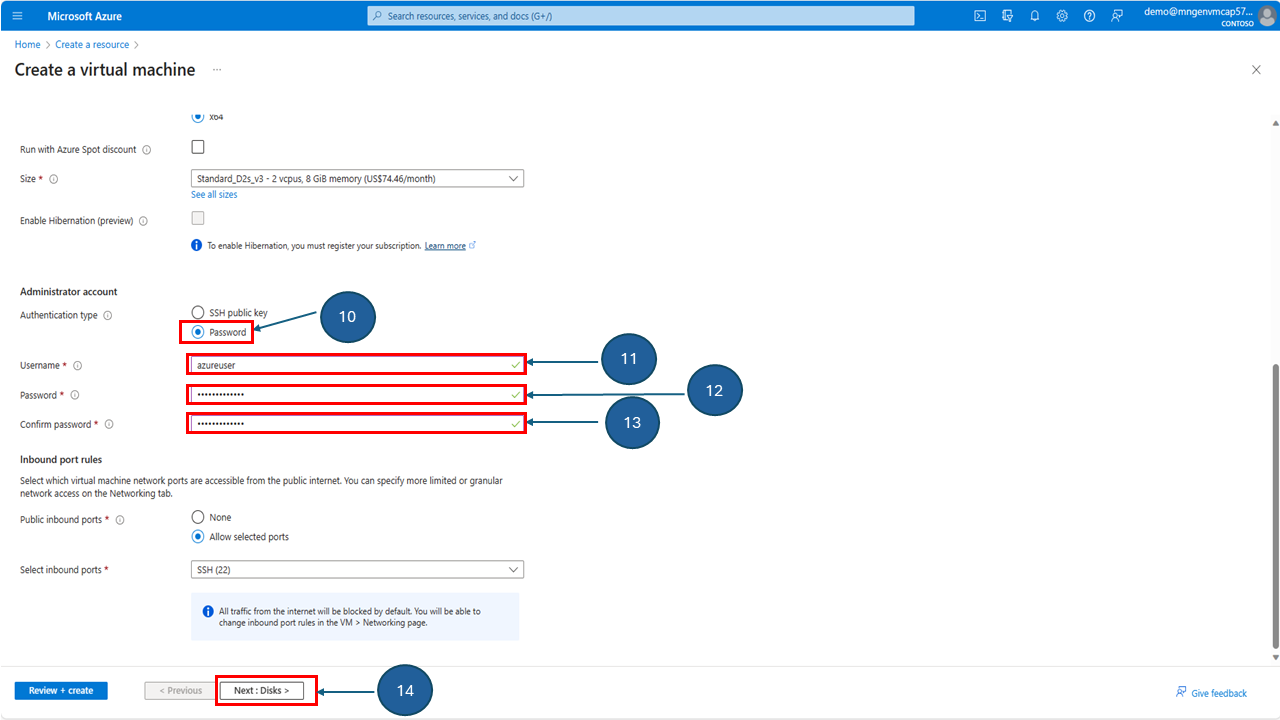 Microsoft Azure
Search resources, services, and docs (G+/)
demo@mngenvmcap57...
CONTOSO
Home > Create a resource >
Create a virtual machine ...
x64
Run with Azure Spot discount
Size *
Standard_D2s_v3 - 2 vcpus, 8 GiB memory (US$74.46/month)
See all sizes
Enable Hibernation (preview)
To enable Hibernation, you must register your subscription. Learn more
Administrator account
Authentication type
SSH public key
Password
10
Username *
azureuser
11
Password *
•••••••••••••
12
Confirm password *
•••••••••••••
13
Inbound port rules
Select which virtual machine network ports are accessible from the public internet. You can specify more limited or granular
network access on the Networking tab.
Public inbound ports *
None
Allow selected ports
Select inbound ports *
SSH (22)
All traffic from the internet will be blocked by default. You will be able to
change inbound port rules in the VM > Networking page.
Review + create
< Previous
Next : Disks >
14
Give feedback